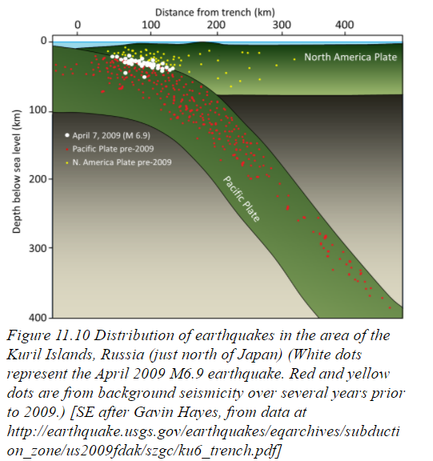 Distance from trench (km)
0 100 200 300 400
0
North America Plate
100
April 7, 2009 (M 6.9)
Pacific Plate pre-2009
N. America Plate pre-2009
Depth below sea level (km)
200
Pacific Plate
300
400
Figure 11.10 Distribution of earthquakes in the area of the
Kuril Islands, Russia (just north of Japan) (White dots
represent the April 2009 M6.9 earthquake. Red and yellow
dots are from background seismicity over several years prior
to 2009.) [SE after Gavin Hayes, from data at
http://earthquake.usgs.gov/earthquakes/eqarchives/subducti
on_zone/us2009fdak/szgc/ku6_trench.pdf]